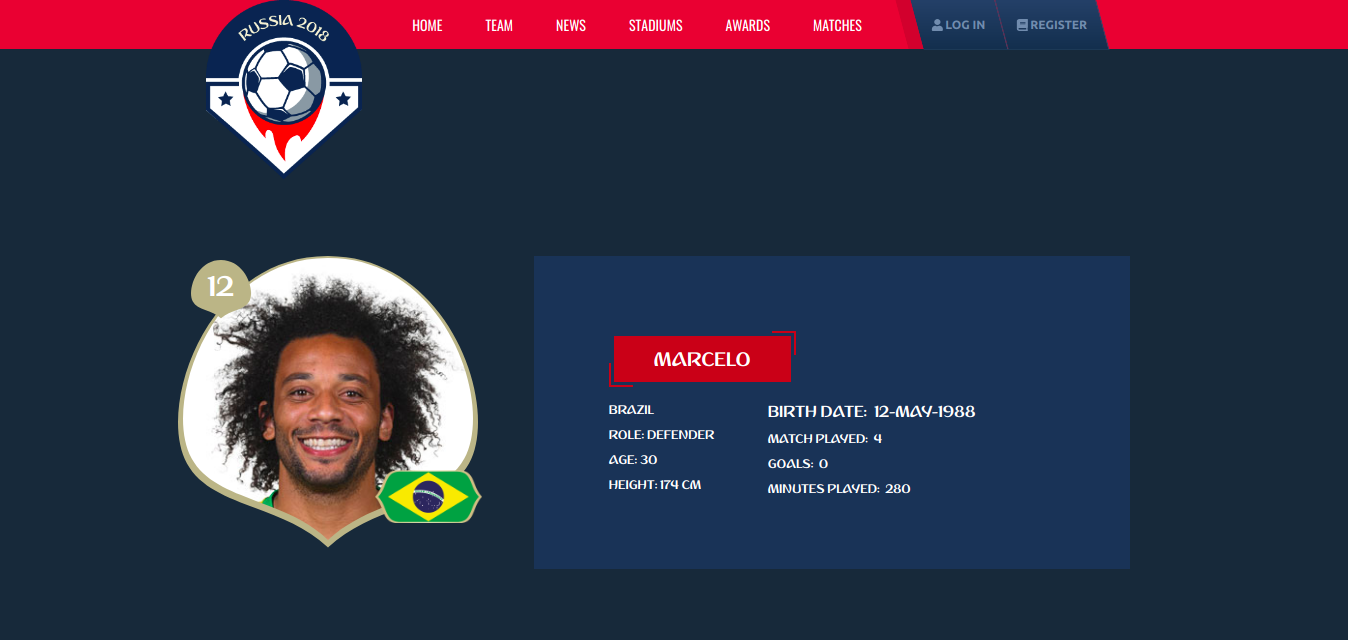 RUSSIA 2018
HOME TEAM NEWS STADIUMS AWARDS MATCHES LOG IN REGISTER
12
MARCELO
BRAZIL
ROLE: DEFENDER
AGE: 30
HEIGHT: 174 CM
BIRTH DATE: 12-MAY-1988
MATCH PLAYED: 4
GOALS: 0
MINUTES PLAYED: 280